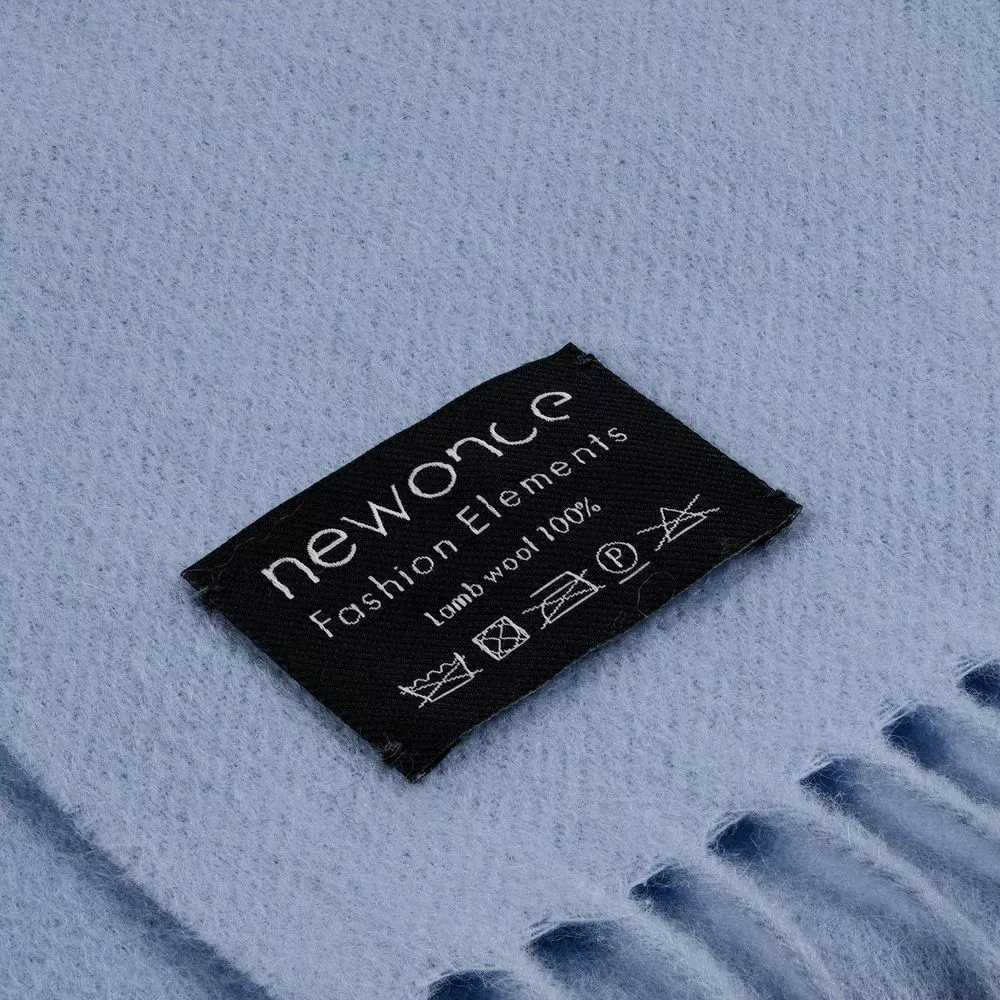 newonce
Fashion Elements
Lamb wool 100%
P